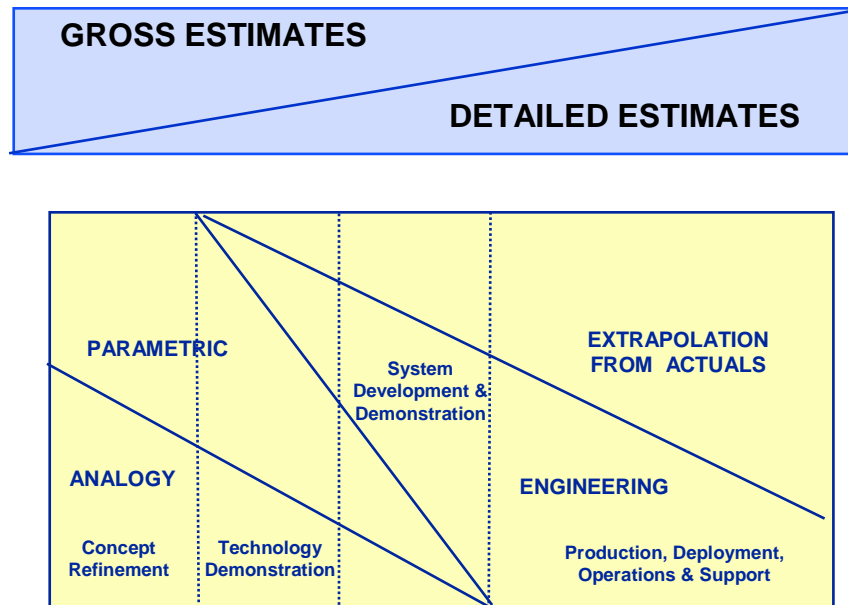 GROSS ESTIMATES
DETAILED ESTIMATES
PARAMETRIC
EXTRAPOLATION
FROM ACTUALS
System
Development &
Demonstration
ANALOGY
ENGINEERING
Concept
Refinement
Technology
Demonstration
Production, Deployment,
Operations & Support